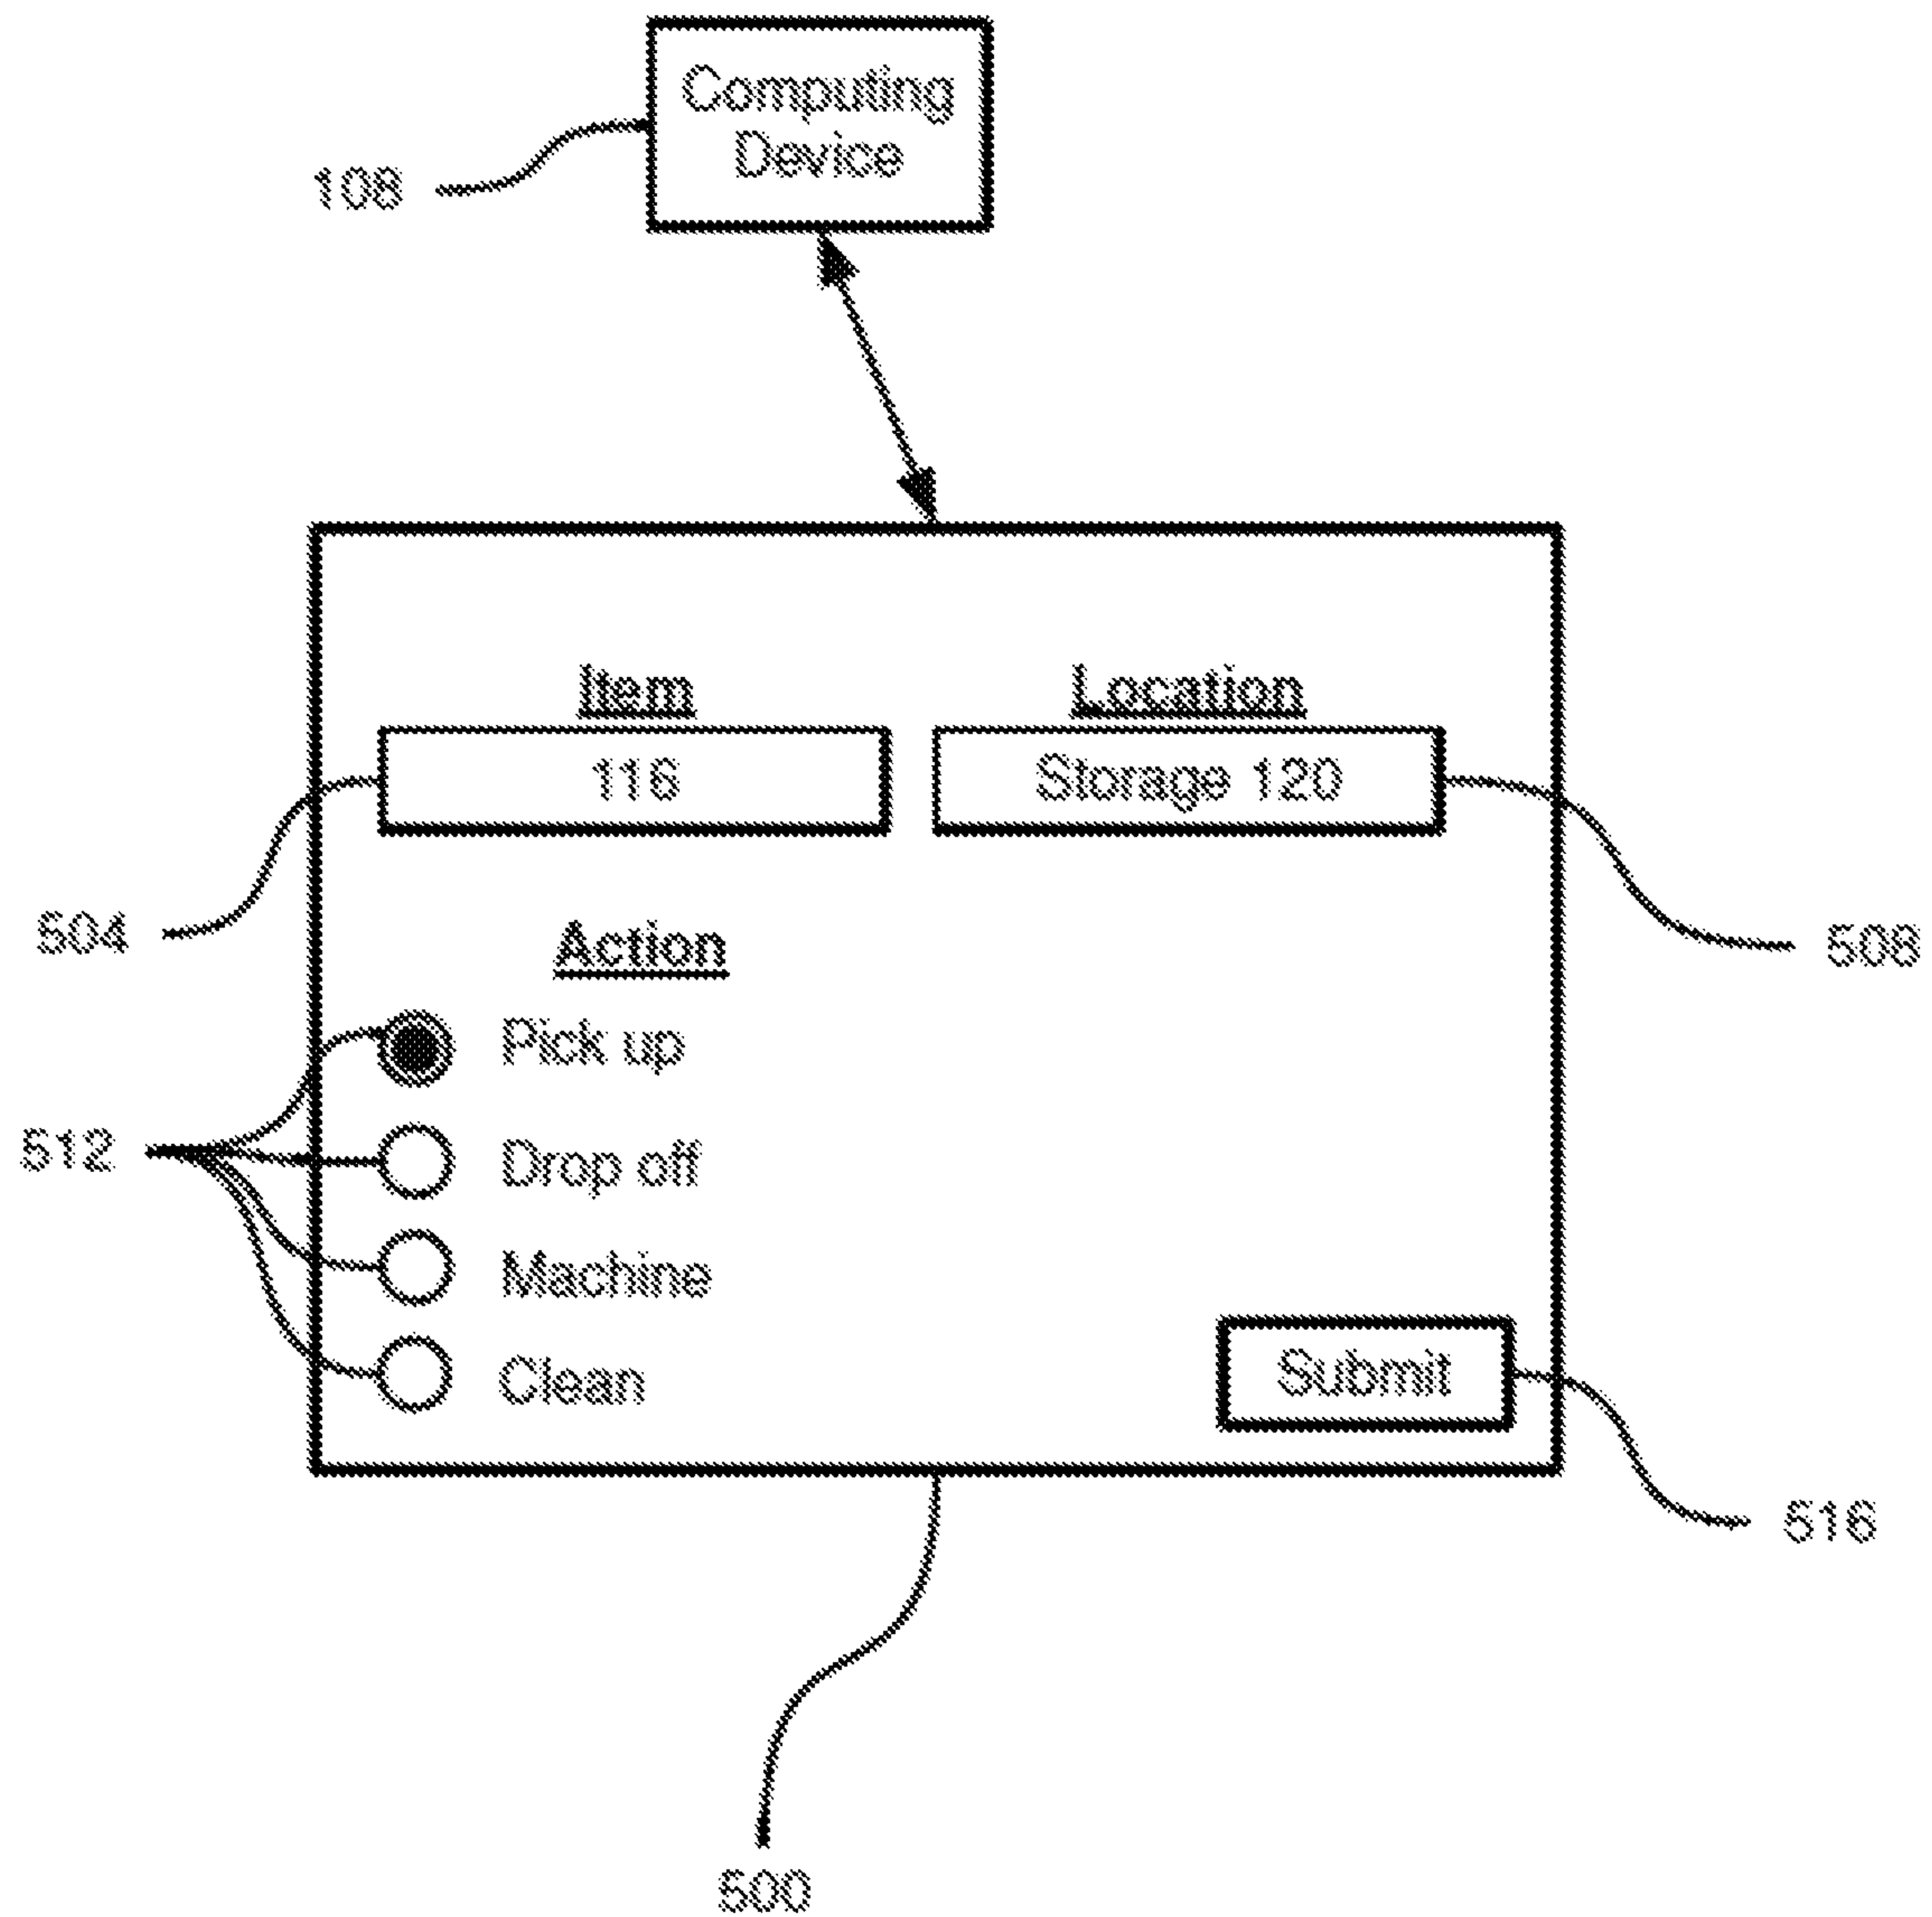 Computing
Device
108
Item Location
116 Storage 120
504
508
Action
Pick up
512
Drop off
Machine
Clean
Submit
516
500